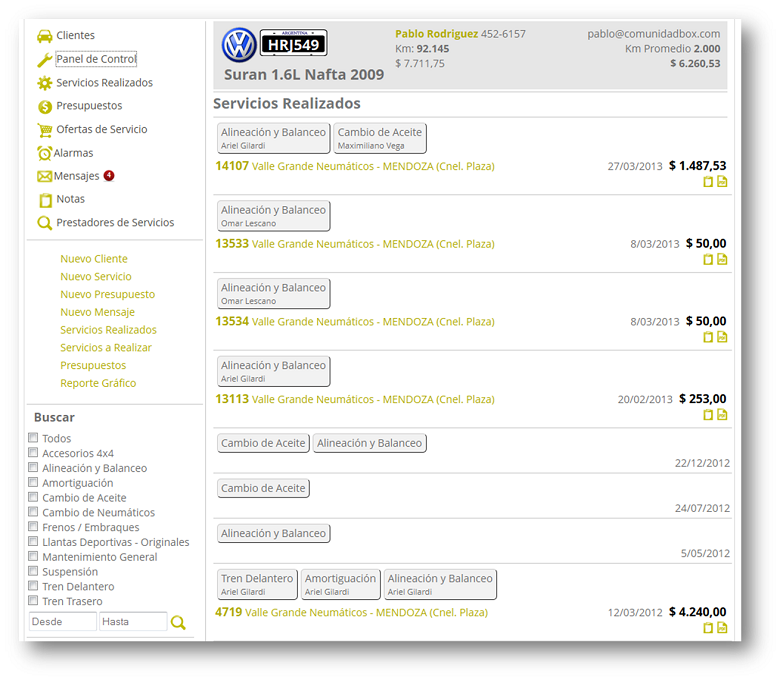 Clientes
Panel de Control
Servicios Realizados
Presupuestos
Ofertas de Servicio
Alarmas
Mensajes 4
Notas
Prestadores de Servicios
Nuevo Cliente
Nuevo Servicio
Nuevo Presupuesto
Nuevo Mensaje
Servicios Realizados
Servicios a Realizar
Presupuestos
Reporte Gráfico
Buscar
Todos
Accesorios 4x4
Alineación y Balanceo
Amortiguación
Cambio de Aceite
Cambio de Neumáticos
Frenos / Embraques
Llantas Deportivas - Originales
Mantenimiento General
Suspensión
Tren Delantero
Tren Trasero
Desde Hasta
ARGENTINA
HRJ549
Suran 1.6L Nafta 2009
Pablo Rodriguez 452-6157
Km: 92.145
$ 7.711,75
pablo@comunidadbox.com
Km Promedio 2.000
$ 6.260,53
Servicios Realizados
Alineación y Balanceo Cambio de Aceite
Ariel Gilardi Maximiliano Vega
14107 Valle Grande Neumáticos - MENDOZA (Cnel. Plaza) 27/03/2013 $ 1.487,53
Alineación y Balanceo
Omar Lescano
13533 Valle Grande Neumáticos - MENDOZA (Cnel. Plaza) 8/03/2013 $ 50,00
Alineación y Balanceo
Omar Lescano
13534 Valle Grande Neumáticos - MENDOZA (Cnel. Plaza) 8/03/2013 $ 50,00
Alineación y Balanceo
Ariel Gilardi
13113 Valle Grande Neumáticos - MENDOZA (Cnel. Plaza) 20/02/2013 $ 253,00
Cambio de Aceite Alineación y Balanceo
22/12/2012
Cambio de Aceite
24/07/2012
Alineación y Balanceo
5/05/2012
Tren Delantero Amortiguación Alineación y Balanceo
Ariel Gilardi Ariel Gilardi Ariel Gilardi
4719 Valle Grande Neumáticos - MENDOZA (Cnel. Plaza) 12/03/2012 $ 4.240,00